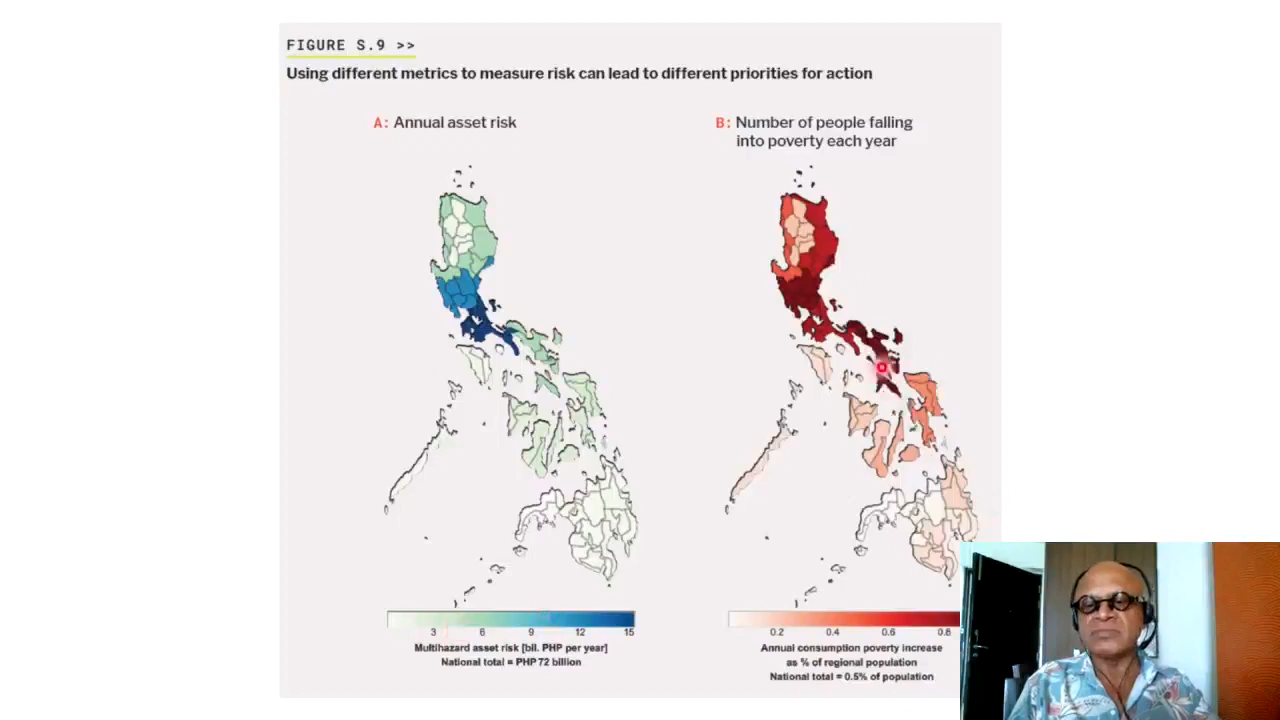 FIGURE S.9 >>
Using different metrics to measure risk can lead to different priorities for action
A: Annual asset risk
B: Number of people falling
into poverty each year
3 6 9 12 15
Multihazard asset risk [bil. PHP per year]
National total = PHP 72 billion
0.2 0.4 0.6 0.8
Annual consumption poverty increase
as % of regional population
National total = 0.5% of population